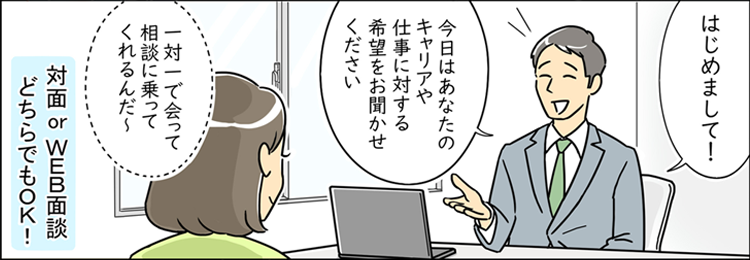 はじめまして！
今日はあなたの
キャリアや
仕事に対する
希望をお聞かせ
ください
一対一で会って
相談に乗って
くれるんだ〜
対面 or WEB面談
どちらでもOK！